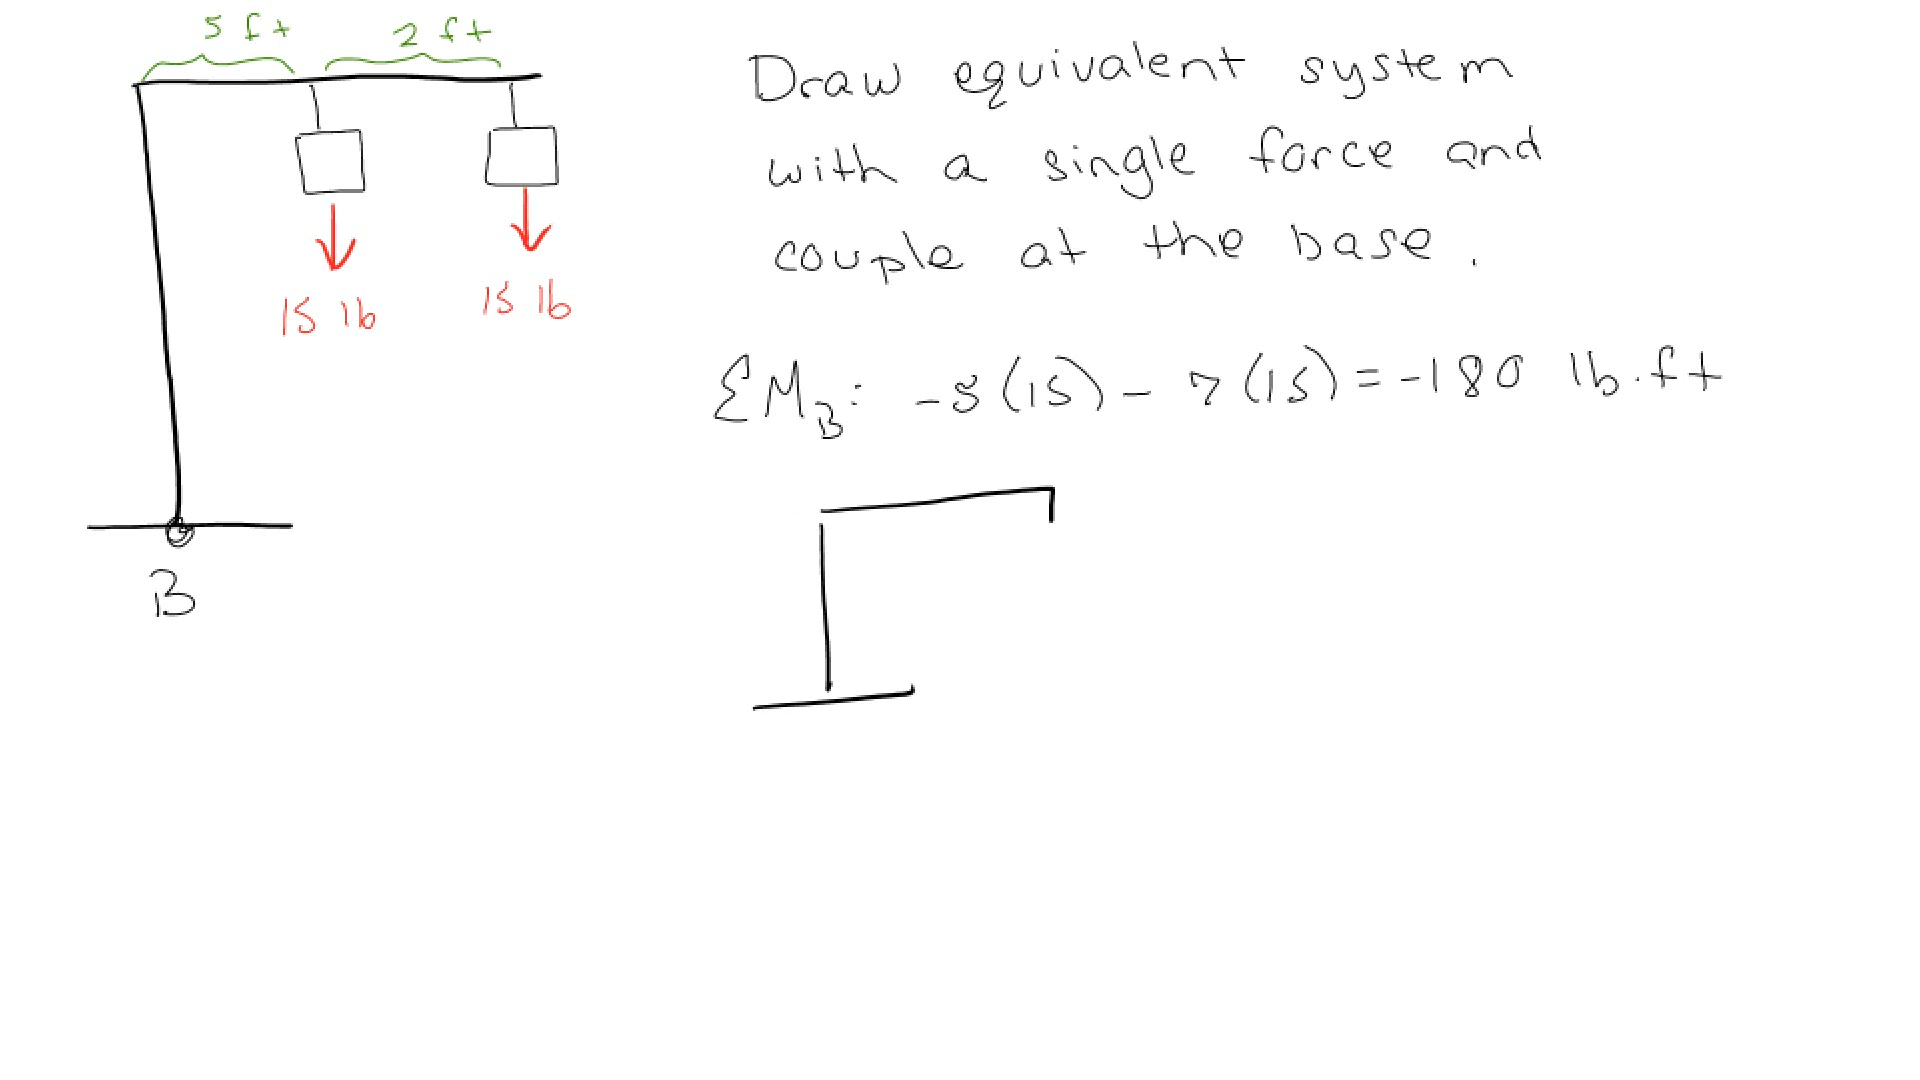 5 ft
2 ft
15 lb
15 lb
B
Draw equivalent system
with a single force and
couple at the base.
ΣM_B: -5(15) - 7(15) = -180 lb.ft